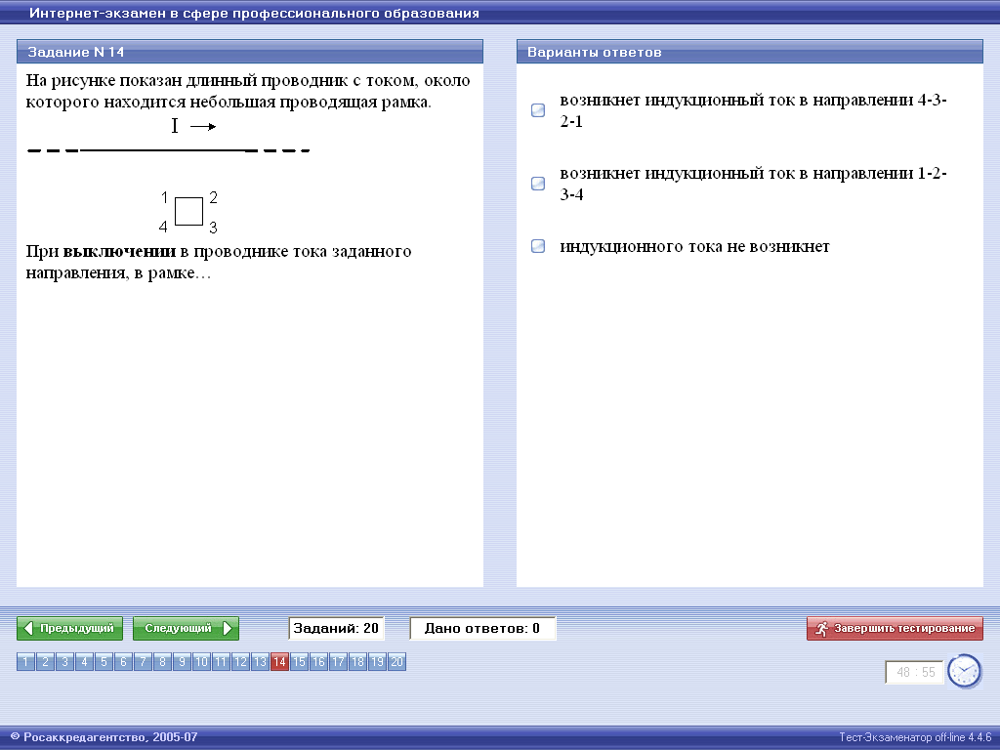 Интернет-экзамен в сфере профессионального образования
Задание N 14
На рисунке показан длинный проводник с током, около
которого находится небольшая проводящая рамка.
I
1 2
4 3
При выключении в проводнике тока заданного
направления, в рамке…
Варианты ответов
возникнет индукционный ток в направлении 4-3-
2-1
возникнет индукционный ток в направлении 1-2-
3-4
индукционного тока не возникнет
Предыдущий
Следующий
Заданий: 20
Дано ответов: 0
Завершить тестирование
1 2 3 4 5 6 7 8 9 10 11 12 13 14 15 16 17 18 19 20
48 : 55
© Росаккредагентство, 2005-07
Тест-Экзаменатор off-line 4.4.6